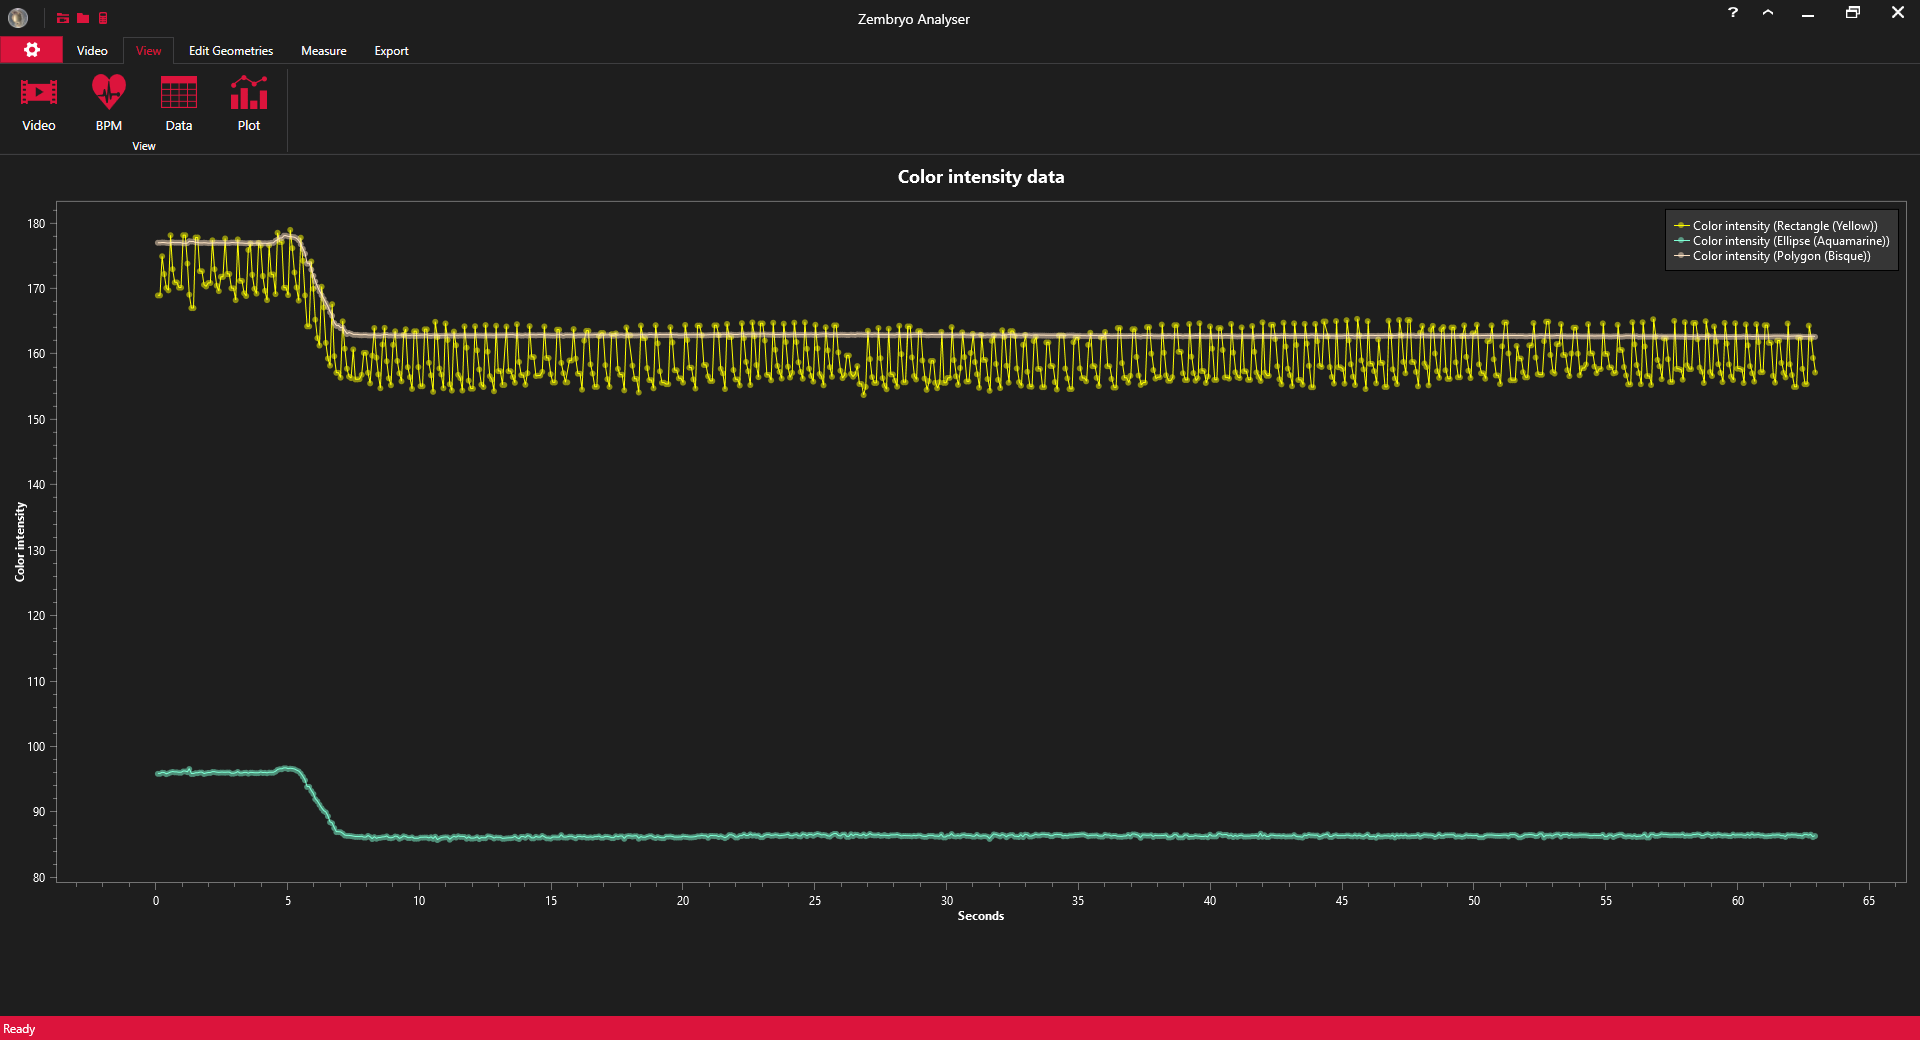 Zembryo Analyser
?
Video View Edit Geometries Measure Export
Video BPM Data Plot
View
Color intensity data
Color intensity (Rectangle (Yellow))
Color intensity (Ellipse (Aquamarine))
Color intensity (Polygon (Bisque))
Color intensity
180
170
160
150
140
130
120
110
100
90
80
0 5 10 15 20 25 30 35 40 45 50 55 60 65
Seconds
Ready